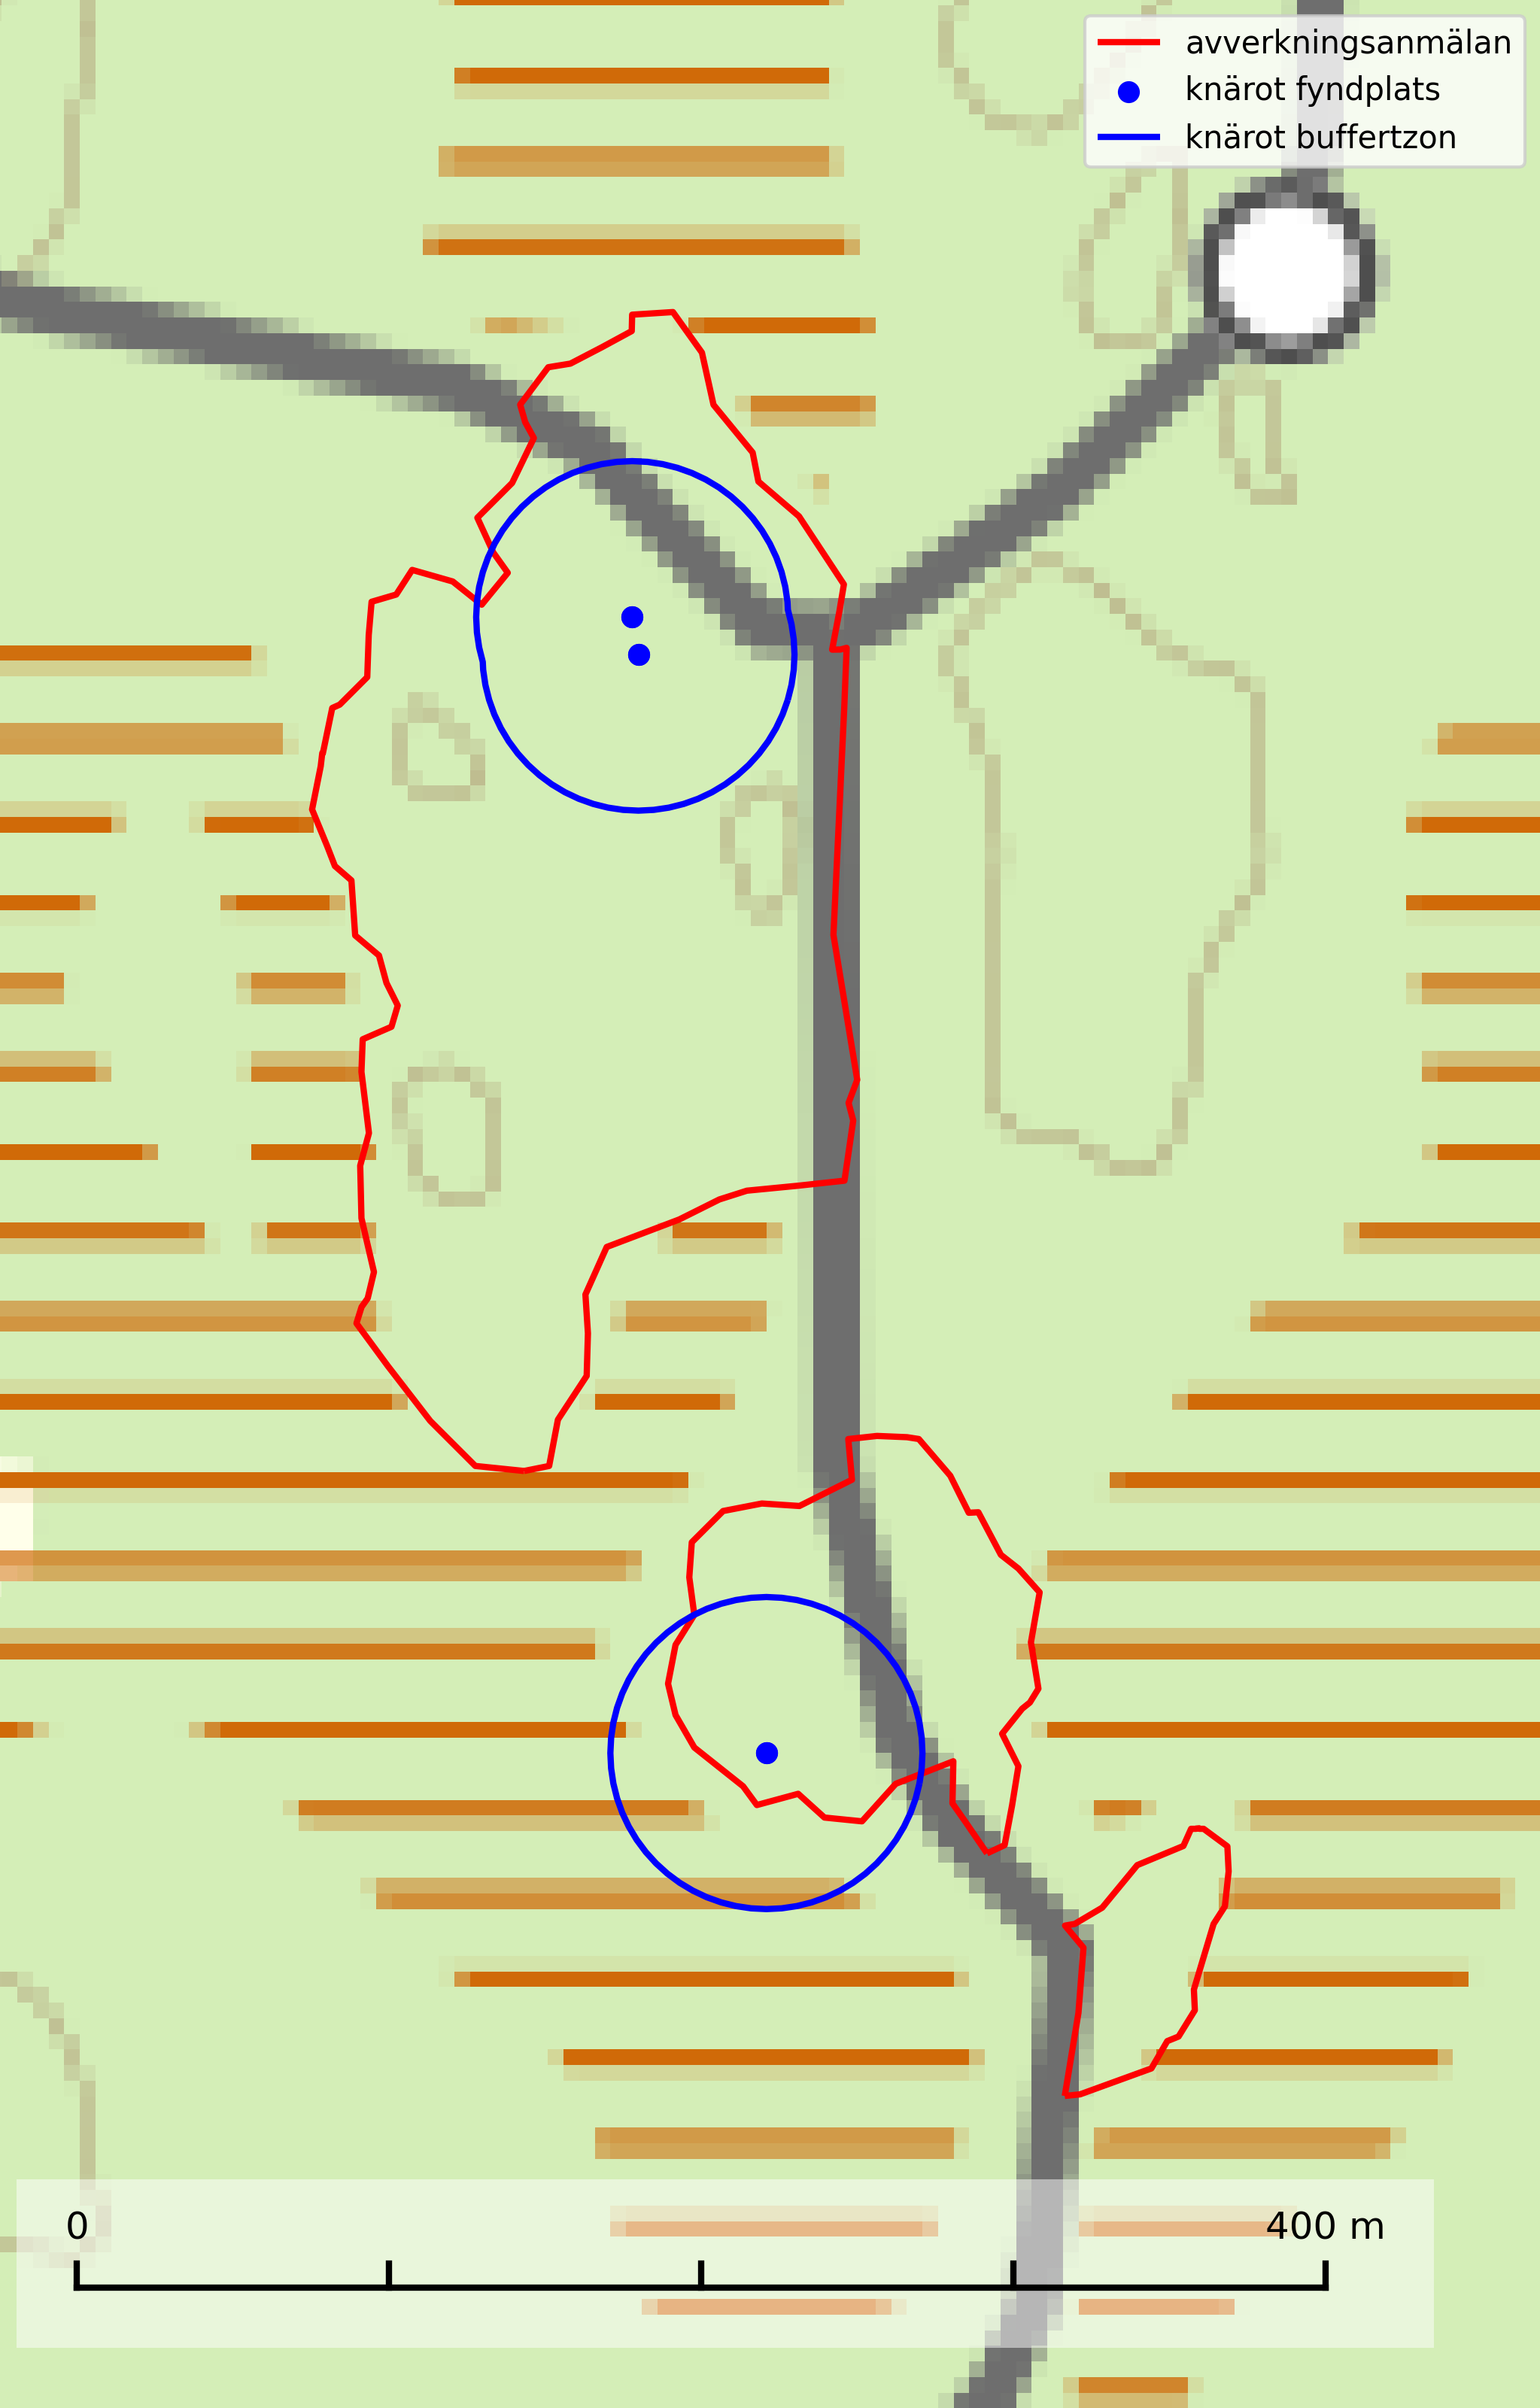 avverkningsanmälan
knärot fyndplats
knärot buffertzon
0
400 m